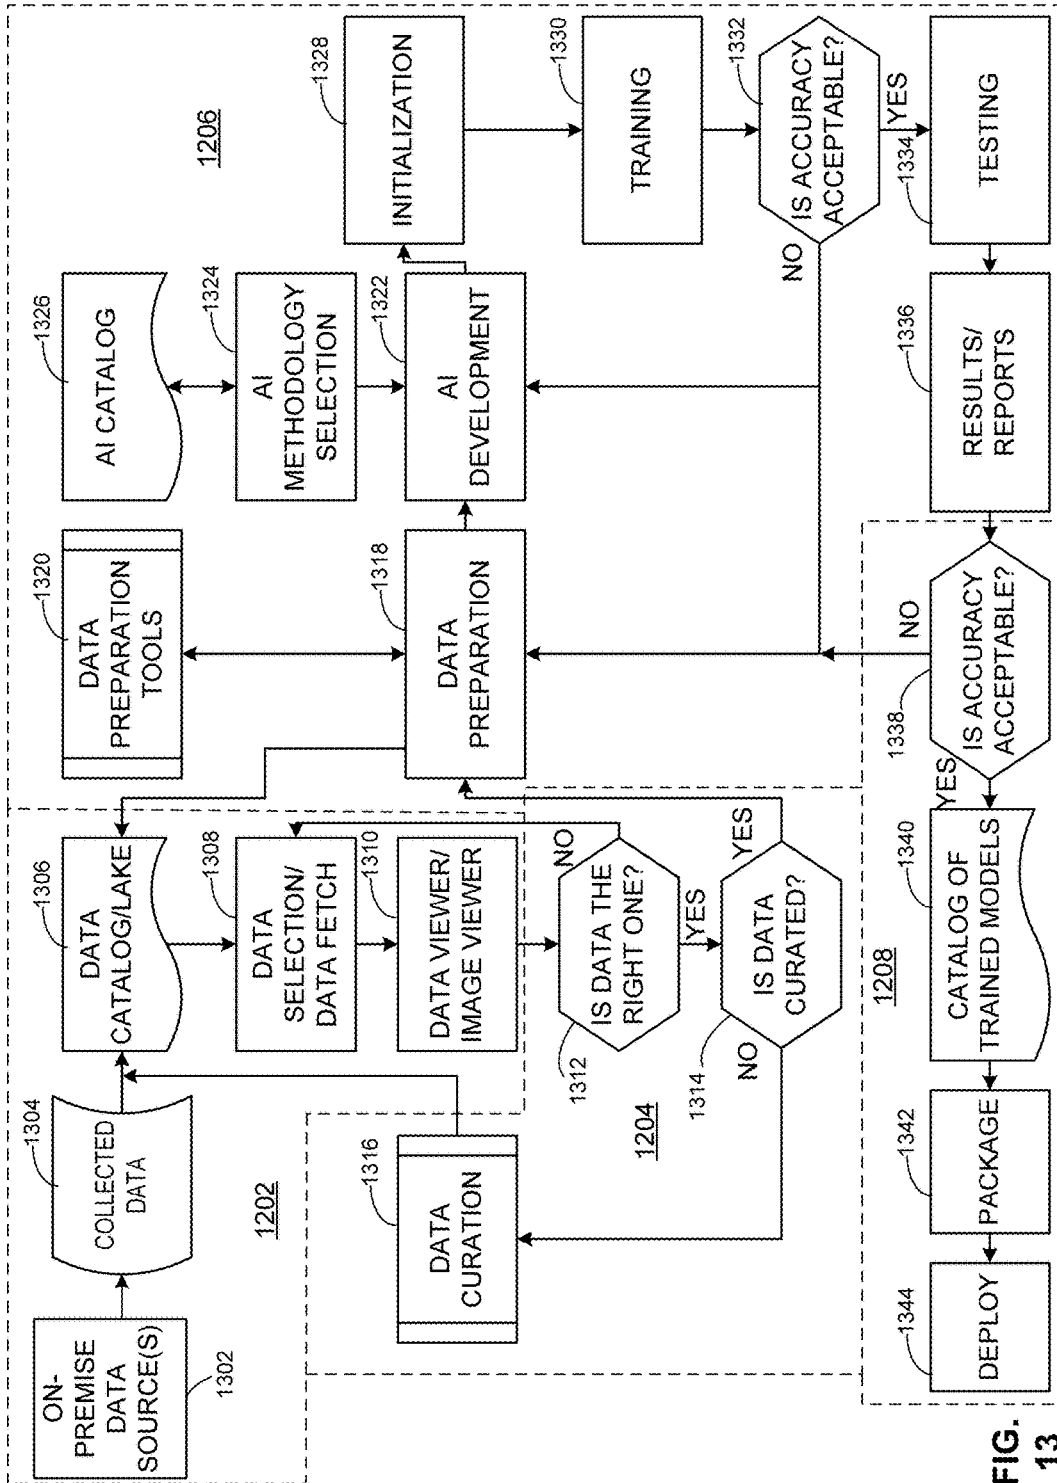 ON-
PREMISE
DATA
SOURCE(S)
1302
COLLECTED
DATA
1304
1202
DATA
CATALOG/LAKE
1306
DATA
SELECTION/
DATA FETCH
1308
DATA VIEWER/
IMAGE VIEWER
1310
IS DATA THE
RIGHT ONE?
1312
NO
YES
1204
IS DATA
CURATED?
1314
NO
YES
DATA
CURATION
1316
DATA
PREPARATION
TOOLS
1320
DATA
PREPARATION
1318
AI CATALOG
1326
AI
METHODOLOGY
SELECTION
1324
AI
DEVELOPMENT
1322
1206
INITIALIZATION
1328
TRAINING
1330
IS ACCURACY
ACCEPTABLE?
1332
NO
YES
TESTING
1334
RESULTS/
REPORTS
1336
IS ACCURACY
ACCEPTABLE?
1338
NO
YES
1208
CATALOG OF
TRAINED MODELS
1340
PACKAGE
1342
DEPLOY
1344
FIG.
13